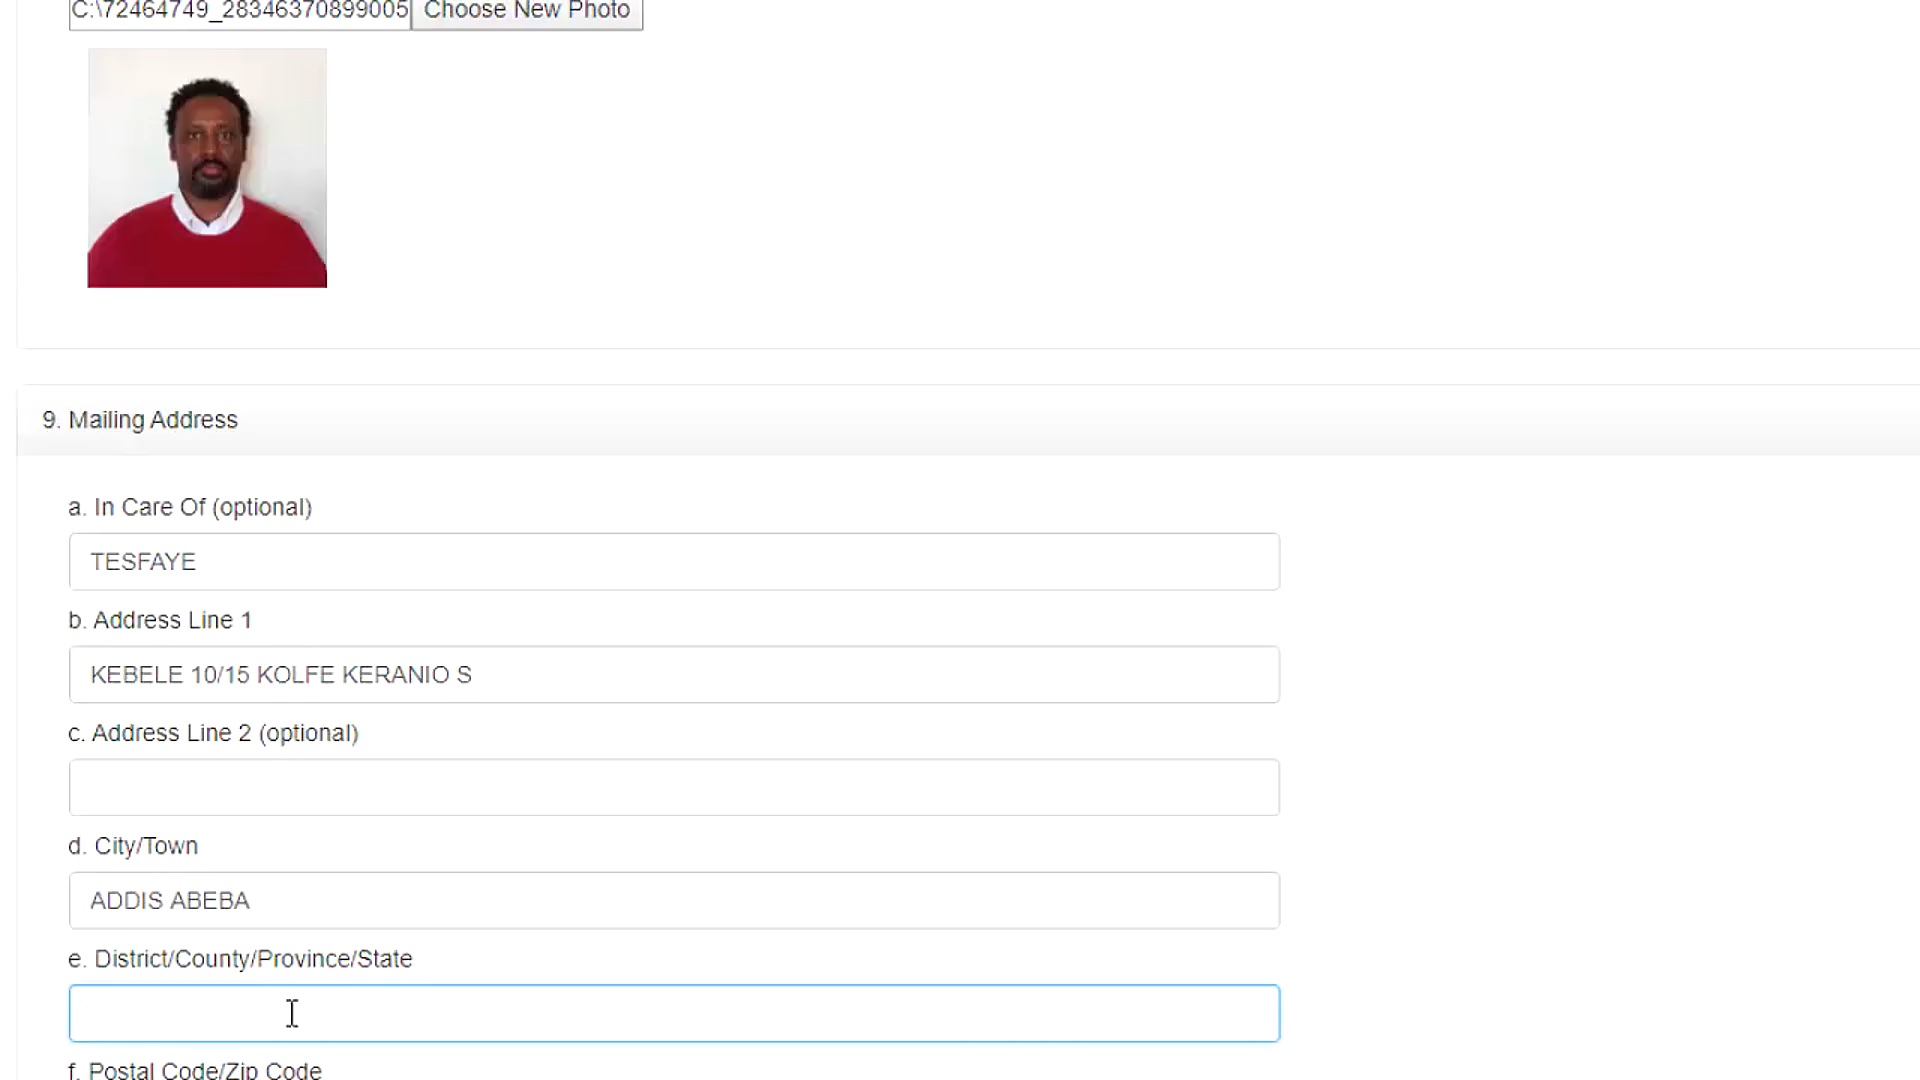 C:\72464749_28346370899005
Choose New Photo
9. Mailing Address
a. In Care Of (optional)
TESFAYE
b. Address Line 1
KEBELE 10/15 KOLFE KERANIO S
c. Address Line 2 (optional)
d. City/Town
ADDIS ABEBA
e. District/County/Province/State
f. Postal Code/Zip Code